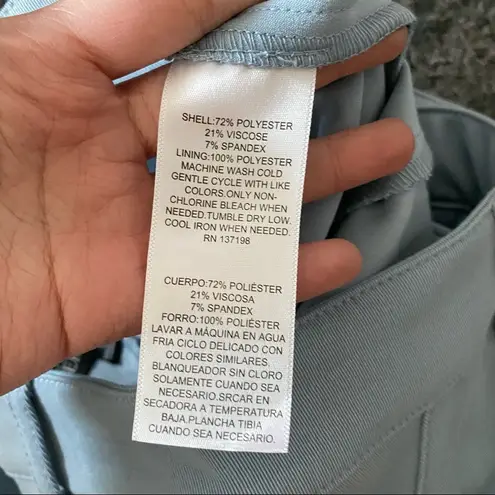 SHELL:72% POLYESTER
21% VISCOSE
7% SPANDEX
LINING:100% POLYESTER
MACHINE WASH COLD
GENTLE CYCLE WITH LIKE
COLORS.ONLY NON-
CHLORINE BLEACH WHEN
NEEDED.TUMBLE DRY LOW.
COOL IRON WHEN NEEDED.
RN 137198
CUERPO:72% POLIÉSTER
21% VISCOSA
7% SPANDEX
FORRO:100% POLIÉSTER
LAVAR A MÁQUINA EN AGUA
FRIA CICLO DELICADO CON
COLORES SIMILARES.
BLANQUEADOR SIN CLORO
SOLAMENTE CUANDO SEA
NECESARIO.SRCAR EN
SECADORA A TEMPERATURA
BAJA.PLANCHA TIBIA
CUANDO SEA NECESARIO.